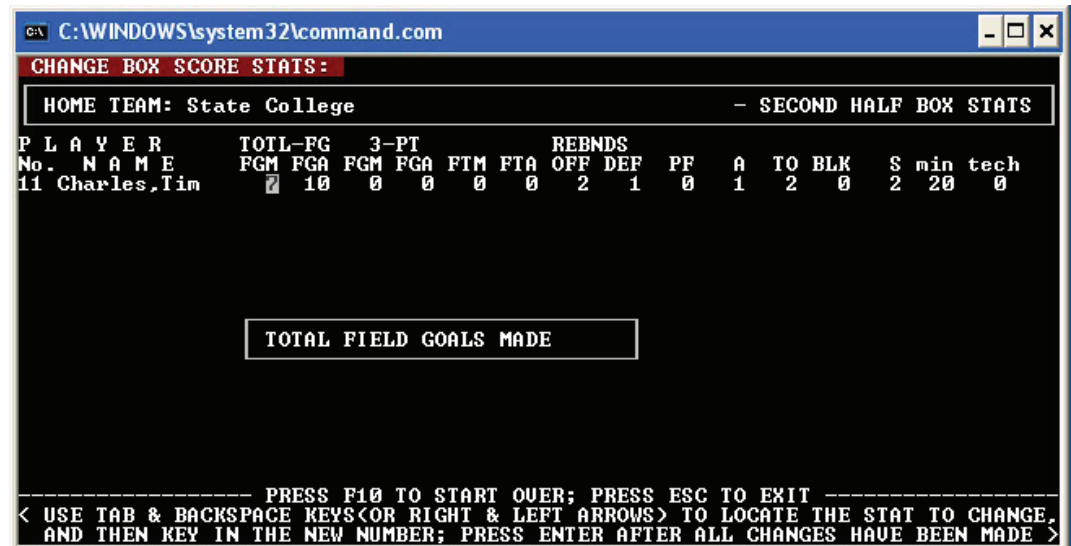 C:\WINDOWS\system32\command.com
CHANGE BOX SCORE STATS:
HOME TEAM: State College - SECOND HALF BOX STATS
P L A Y E R TOTL-FG 3-PT REBNDS
No. N A M E FGM FGA FGM FGA FTM FTA OFF DEF PF A TO BLK S min tech
11 Charles,Tim 7 10 0 0 0 0 2 1 0 1 2 0 2 20 0
TOTAL FIELD GOALS MADE
------------------ PRESS F10 TO START OVER; PRESS ESC TO EXIT ------------------
< USE TAB & BACKSPACE KEYS(OR RIGHT & LEFT ARROWS) TO LOCATE THE STAT TO CHANGE,
AND THEN KEY IN THE NEW NUMBER; PRESS ENTER AFTER ALL CHANGES HAVE BEEN MADE >